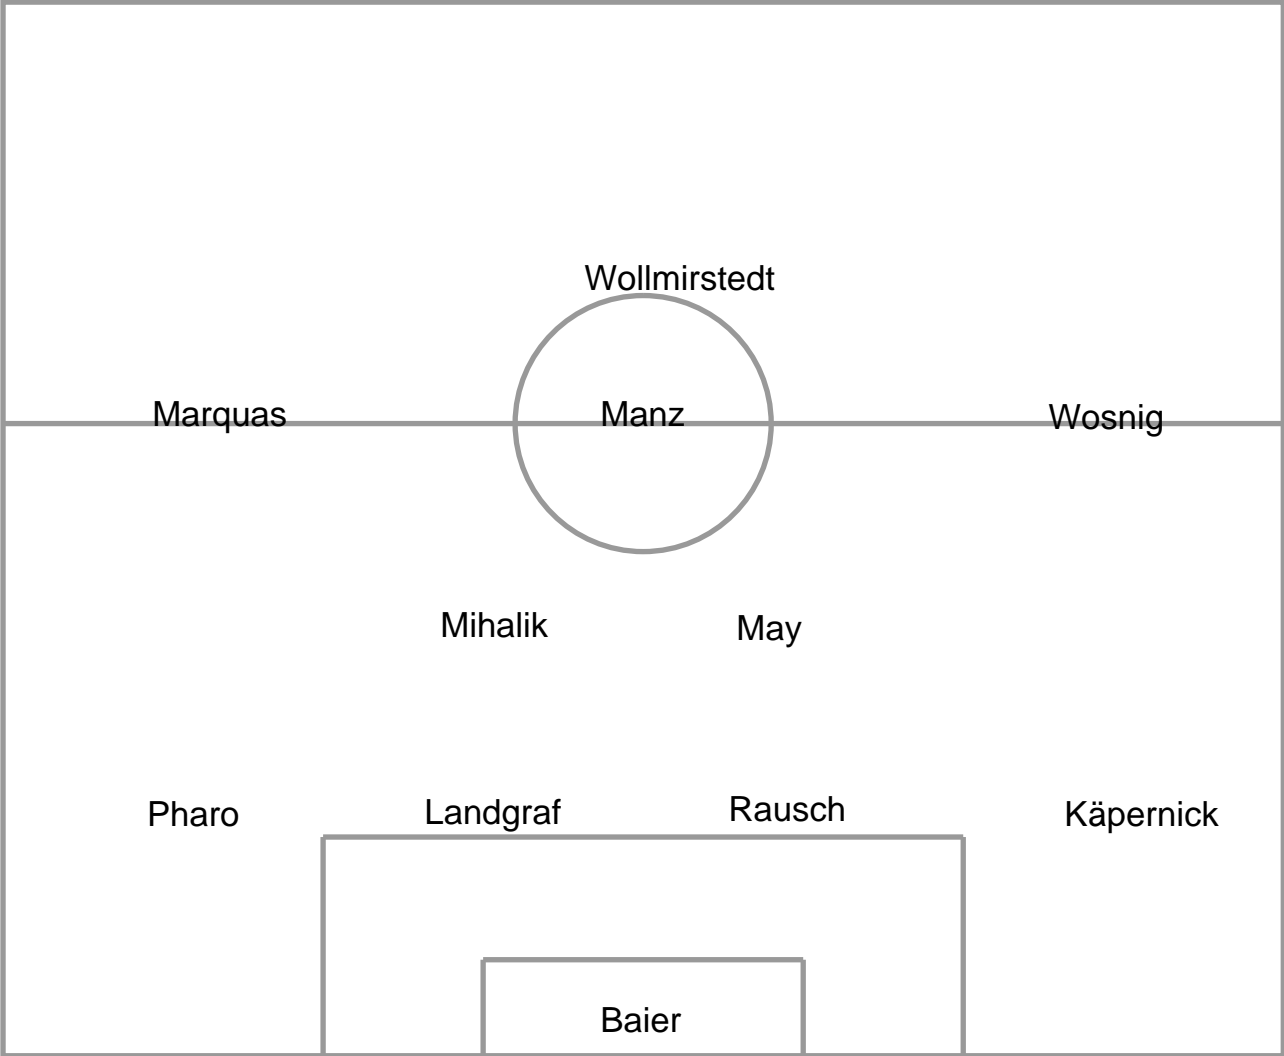 Wollmirstedt
Marquas Manz Wosnig
Mihalik May
Pharo Landgraf Rausch Käpernick
Baier